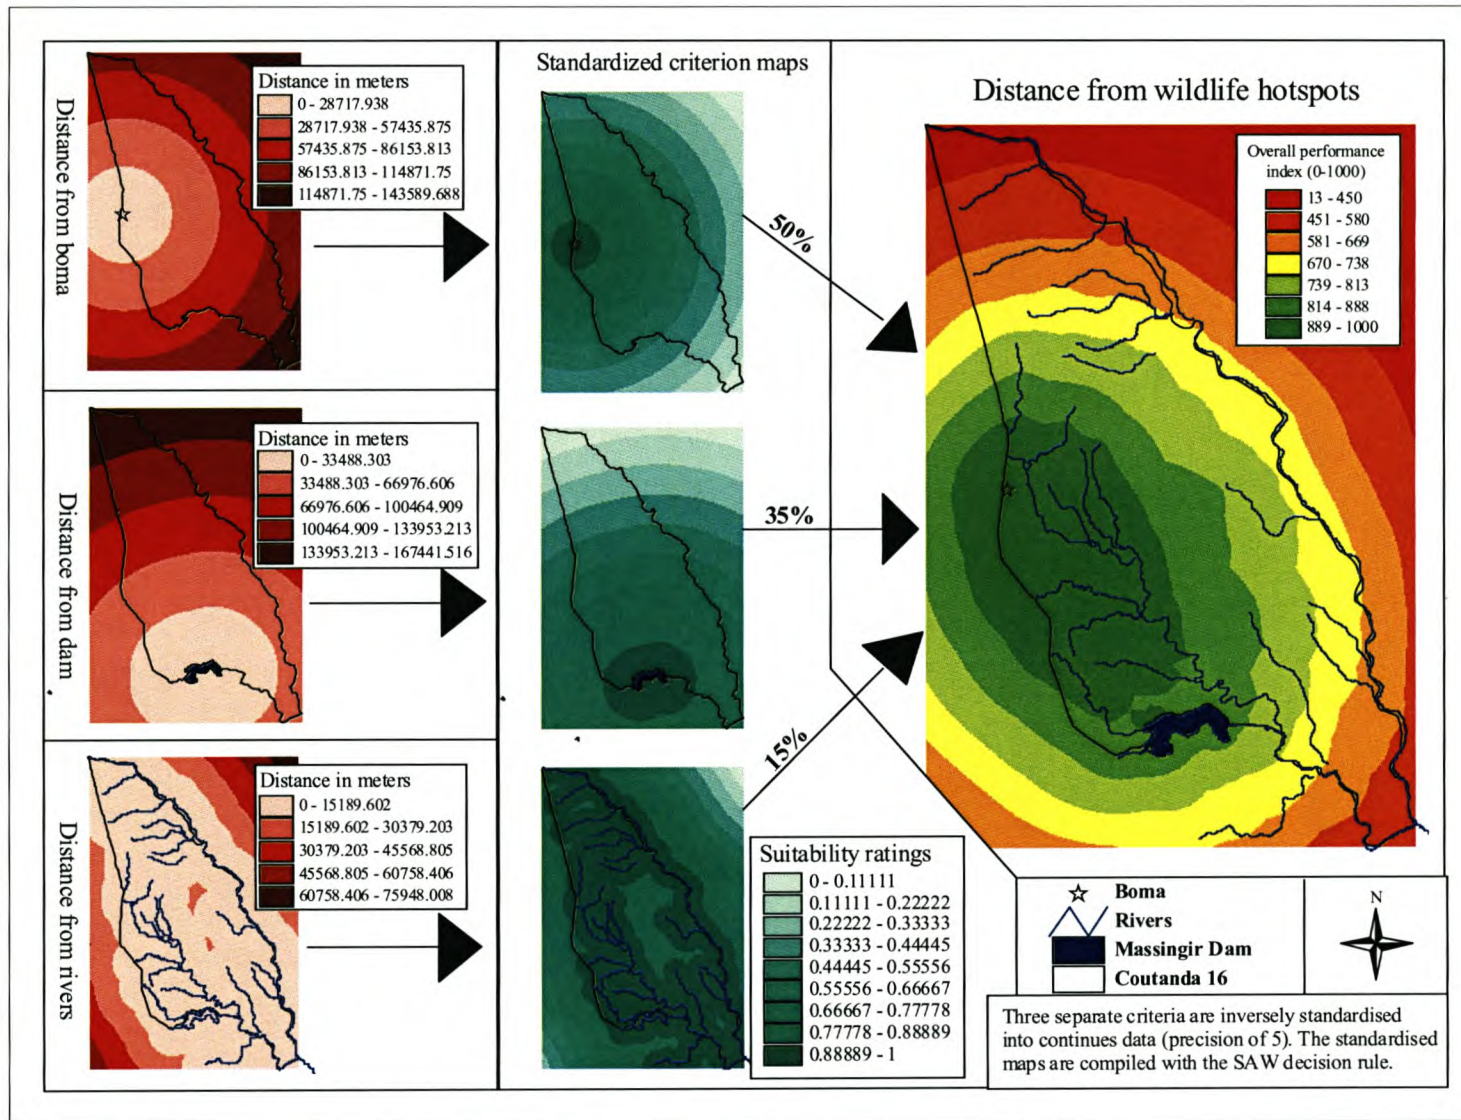 Distance from boma
Distance in meters
0 - 28717.938
28717.938 - 57435.875
57435.875 - 86153.813
86153.813 - 114871.75
114871.75 - 143589.688
Distance from dam
Distance in meters
0 - 33488.303
33488.303 - 66976.606
66976.606 - 100464.909
100464.909 - 133953.213
133953.213 - 167441.516
Distance from rivers
Distance in meters
0 - 15189.602
15189.602 - 30379.203
30379.203 - 45568.805
45568.805 - 60758.406
60758.406 - 75948.008
Standardized criterion maps
50%
35%
15%
Suitability ratings
0 - 0.11111
0.11111 - 0.22222
0.22222 - 0.33333
0.33333 - 0.44445
0.44445 - 0.55556
0.55556 - 0.66667
0.66667 - 0.77778
0.77778 - 0.88889
0.88889 - 1
Distance from wildlife hotspots
Overall performance
index (0-1000)
13 - 450
451 - 580
581 - 669
670 - 738
739 - 813
814 - 888
889 - 1000
Boma
Rivers
Massingir Dam
Coutanda 16
N
Three separate criteria are inversely standardised
into continues data (precision of 5). The standardised
maps are compiled with the SAW decision rule.